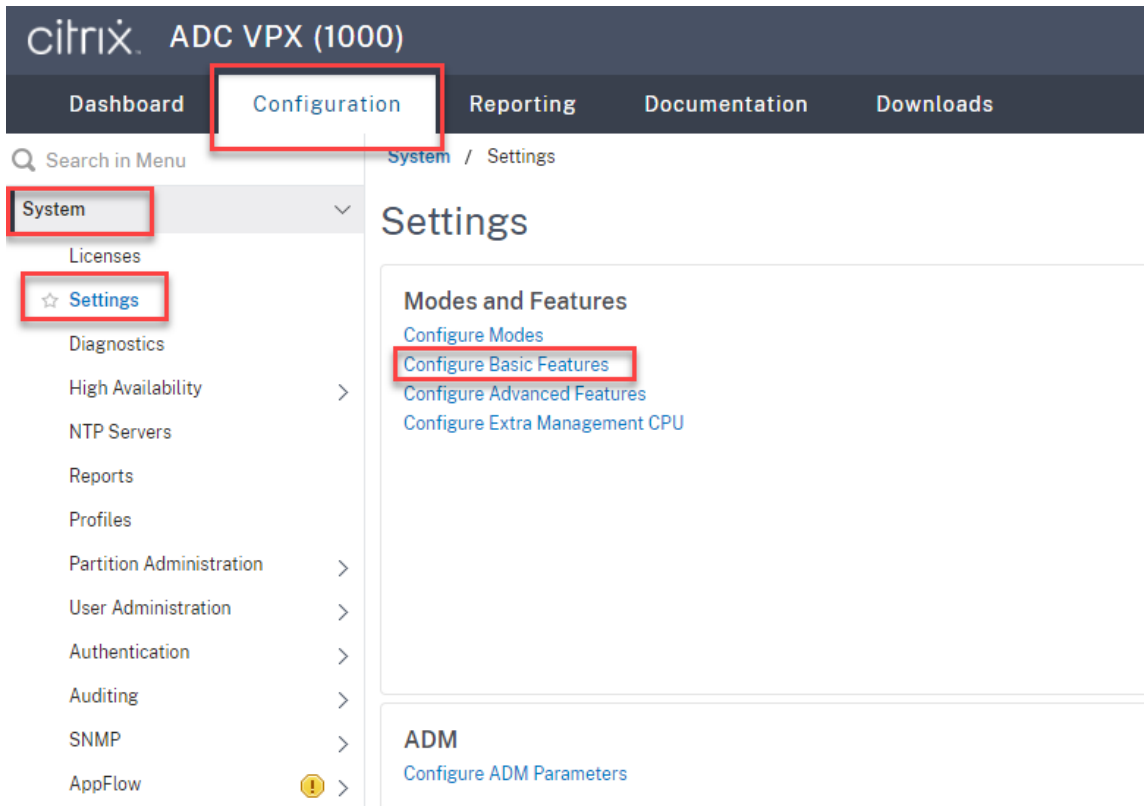 citrix. ADC VPX (1000)
Dashboard Configuration Reporting Documentation Downloads
Search in Menu
System / Settings
System
Settings
Licenses
Settings
Diagnostics
High Availability
NTP Servers
Reports
Profiles
Partition Administration
User Administration
Authentication
Auditing
SNMP
AppFlow
Modes and Features
Configure Modes
Configure Basic Features
Configure Advanced Features
Configure Extra Management CPU
ADM
Configure ADM Parameters